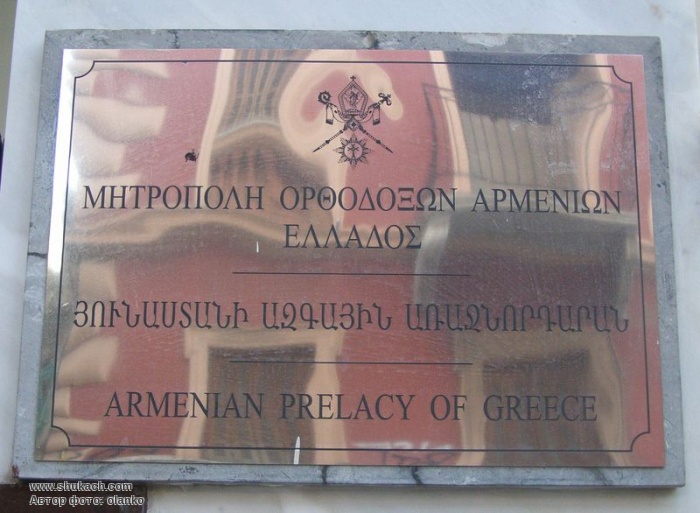 ΜΗΤΡΟΠΟΛΗ ΟΡΘΟΔΟΞΩΝ ΑΡΜΕΝΙΩΝ
ΕΛΛΑΔΟΣ
ՅՈՒՆԱՍՏԱՆԻ ԱԶԳԱՅԻՆ ԱՌԱՋՆՈՐԴԱՐԱՆ
ARMENIAN PRELACY OF GREECE
www.shukach.com
Автор фото: olanko